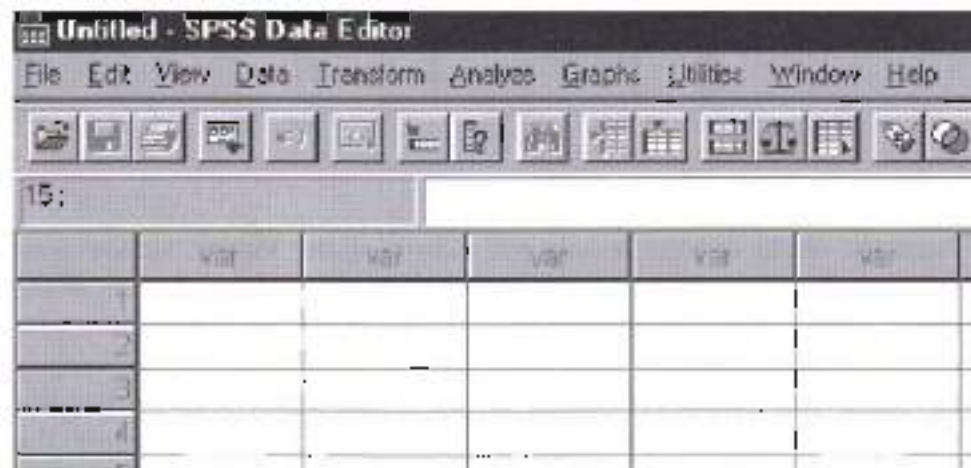 Untitled - SPSS Data Editor
File Edit View Data Transform Analyze Graphs Utilities Window Help
15:
var var var var var
1
2
3
4